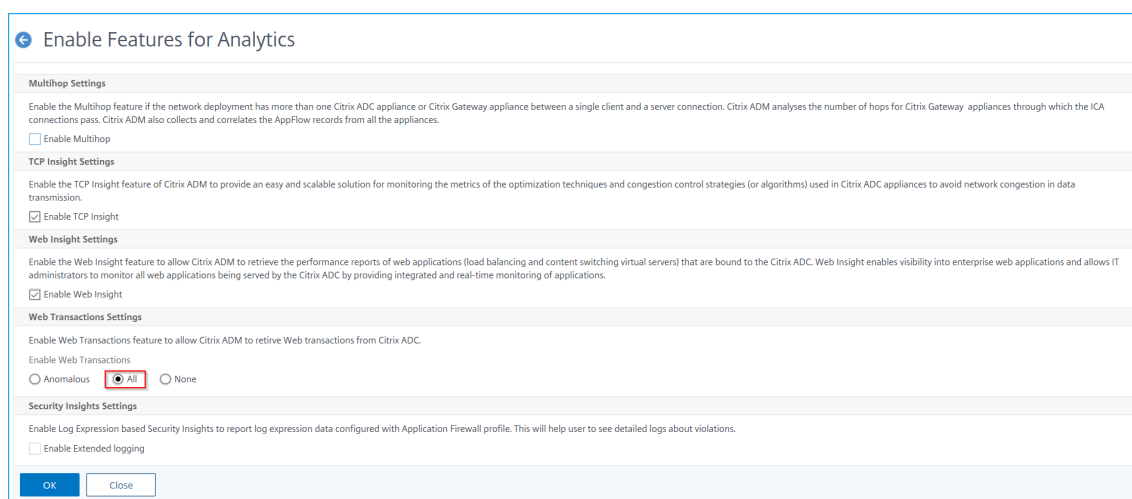 Enable Features for Analytics
Multihop Settings
Enable the Multihop feature if the network deployment has more than one Citrix ADC appliance or Citrix Gateway appliance between a single client and a server connection. Citrix ADM analyses the number of hops for Citrix Gateway appliances through which the ICA
connections pass. Citrix ADM also collects and correlates the AppFlow records from all the appliances.
Enable Multihop
TCP Insight Settings
Enable the TCP Insight feature of Citrix ADM to provide an easy and scalable solution for monitoring the metrics of the optimization techniques and congestion control strategies (or algorithms) used in Citrix ADC appliances to avoid network congestion in data
transmission.
Enable TCP Insight
Web Insight Settings
Enable the Web Insight feature to allow Citrix ADM to retrieve the performance reports of web applications (load balancing and content switching virtual servers) that are bound to the Citrix ADC. Web Insight enables visibility into enterprise web applications and allows IT
administrators to monitor all web applications being served by the Citrix ADC by providing integrated and real-time monitoring of applications.
Enable Web Insight
Web Transactions Settings
Enable Web Transactions feature to allow Citrix ADM to retirve Web transactions from Citrix ADC.
Enable Web Transactions
Anomalous All None
Security Insights Settings
Enable Log Expression based Security Insights to report log expression data configured with Application Firewall profile. This will help user to see detailed logs about violations.
Enable Extended logging
OK Close